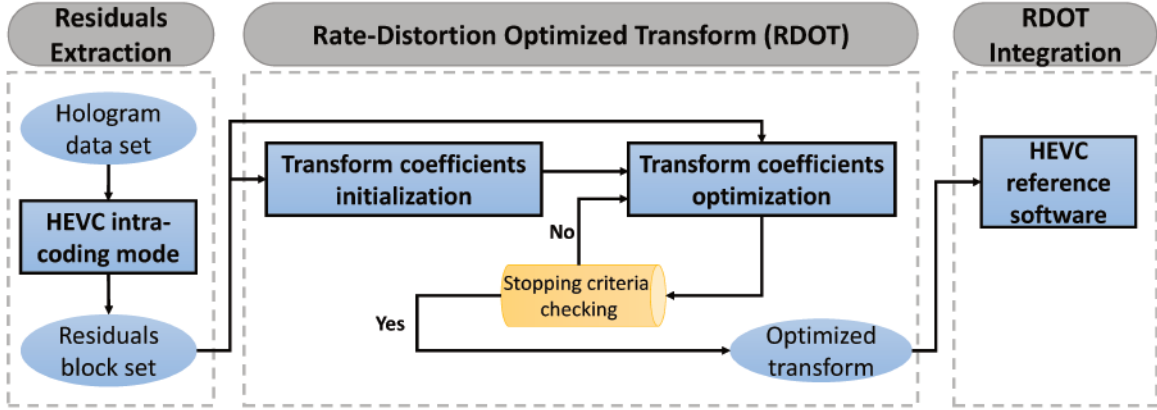 Residuals
Extraction
Rate-Distortion Optimized Transform (RDOT)
RDOT
Integration
Hologram
data set
HEVC intra-
coding mode
Residuals
block set
Transform coefficients
initialization
Transform coefficients
optimization
No
Stopping criteria
checking
Yes
Optimized
transform
HEVC
reference
software